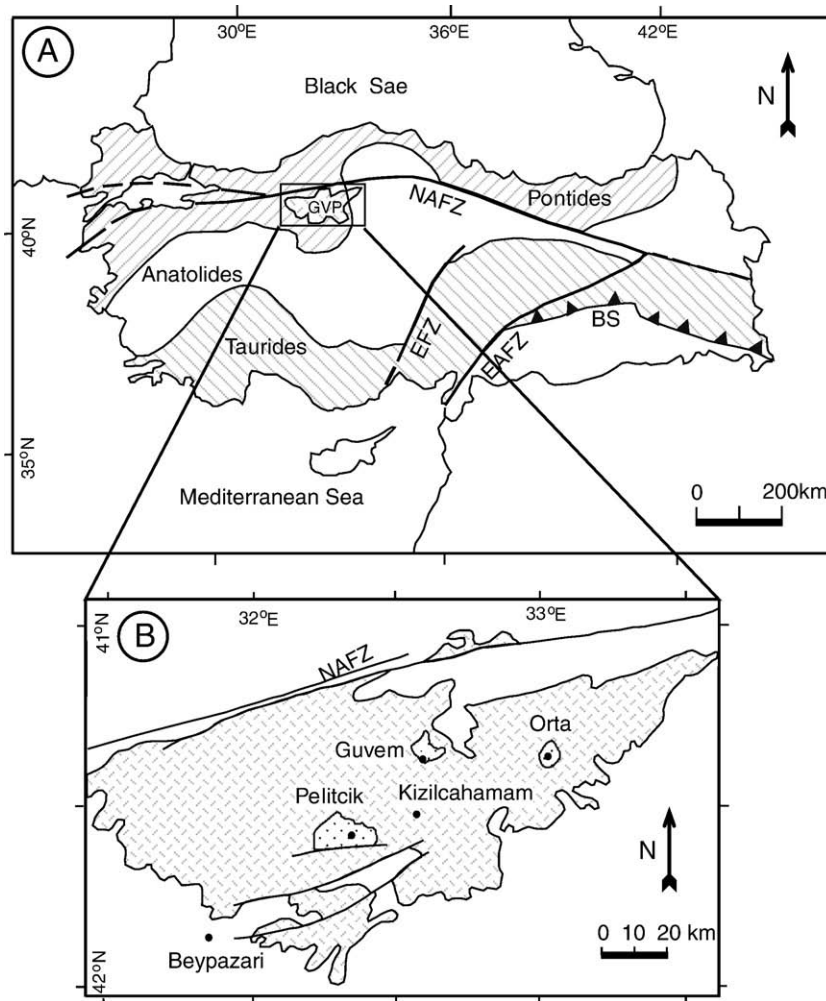 A
30°E
36°E
42°E
Black Sae
N
Pontides
NAFZ
GVP
40°N
Anatolides
Taurides
EFZ
EAFZ
BS
35°N
Mediterranean Sea
0 200km
B
32°E
33°E
41°N
NAFZ
Orta
Guvem
Pelitcik
Kizilcahamam
N
Beypazari
0 10 20 km
42°N